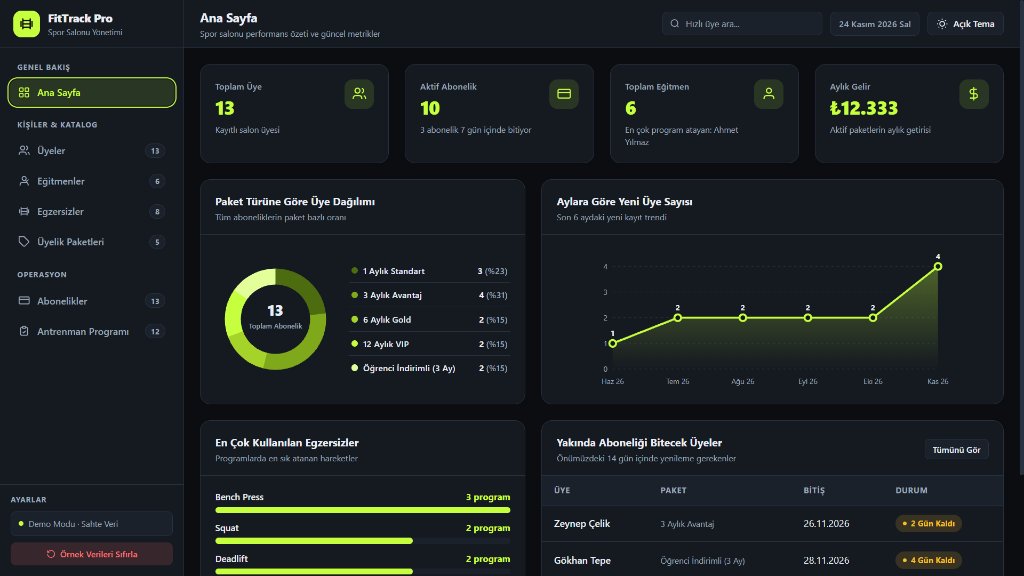 FitTrack Pro
Spor Salonu Yönetimi
GENEL BAKIŞ
Ana Sayfa
KİŞİLER & KATALOG
Üyeler 13
Eğitmenler 6
Egzersizler 8
Üyelik Paketleri 5
OPERASYON
Abonelikler 13
Antrenman Programı 12
AYARLAR
Demo Modu · Sahte Veri
Örnek Verileri Sıfırla
Ana Sayfa
Spor salonu performans özeti ve güncel metrikler
Hızlı üye ara...
24 Kasım 2026 Sal
Açık Tema
Toplam Üye
13
Kayıtlı salon üyesi
Aktif Abonelik
10
3 abonelik 7 gün içinde bitiyor
Toplam Eğitmen
6
En çok program atayan: Ahmet
Yılmaz
Aylık Gelir
₺12.333
Aktif paketlerin aylık getirisi
Paket Türüne Göre Üye Dağılımı
Tüm aboneliklerin paket bazlı oranı
13
Toplam Abonelik
1 Aylık Standart 3 (%23)
3 Aylık Avantaj 4 (%31)
6 Aylık Gold 2 (%15)
12 Aylık VIP 2 (%15)
Öğrenci İndirimli (3 Ay) 2 (%15)
Aylara Göre Yeni Üye Sayısı
Son 6 aydaki yeni kayıt trendi
4
3
2
1
0
1 2 2 2 2 4
Haz 26 Tem 26 Ağu 26 Eyl 26 Eki 26 Kas 26
En Çok Kullanılan Egzersizler
Programlarda en sık atanan hareketler
Bench Press 3 program
Squat 2 program
Deadlift 2 program
Yakında Aboneliği Bitecek Üyeler
Önümüzdeki 14 gün içinde yenileme gerekenler
Tümünü Gör
ÜYE PAKET BİTİŞ DURUM
Zeynep Çelik 3 Aylık Avantaj 26.11.2026 2 Gün Kaldı
Gökhan Tepe Öğrenci İndirimli (3 Ay) 28.11.2026 4 Gün Kaldı